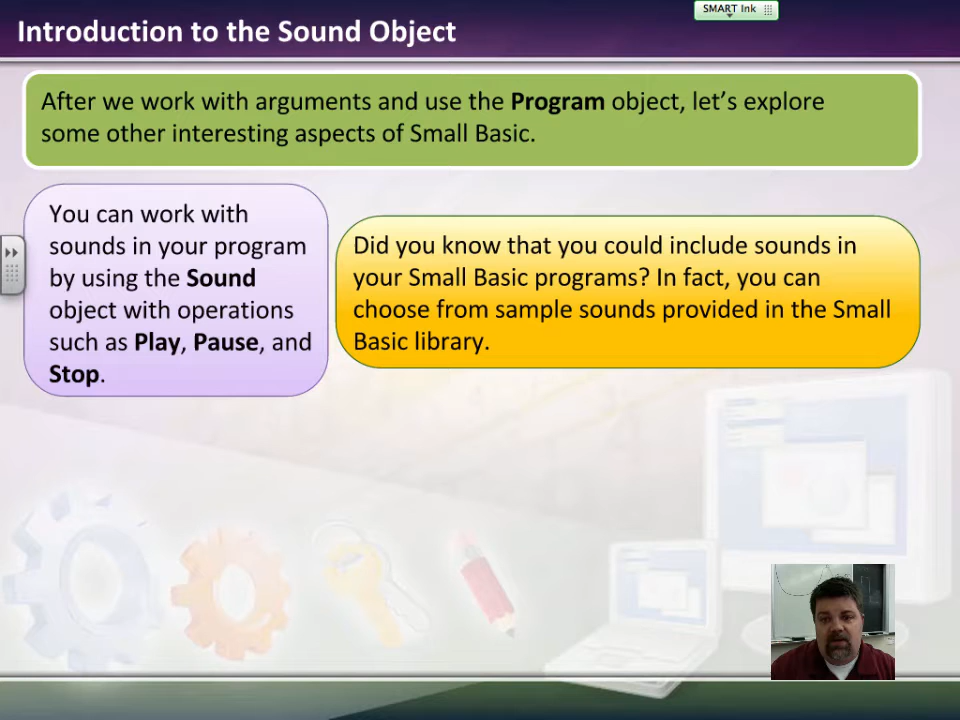 SMART Ink
Introduction to the Sound Object
After we work with arguments and use the Program object, let’s explore
some other interesting aspects of Small Basic.
You can work with
sounds in your program
by using the Sound
object with operations
such as Play, Pause, and
Stop.
Did you know that you could include sounds in
your Small Basic programs? In fact, you can
choose from sample sounds provided in the Small
Basic library.